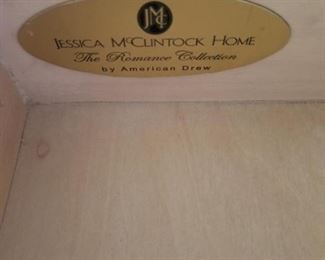 JMC
JESSICA MCCLINTOCK HOME
The Romance Collection
by American Drew